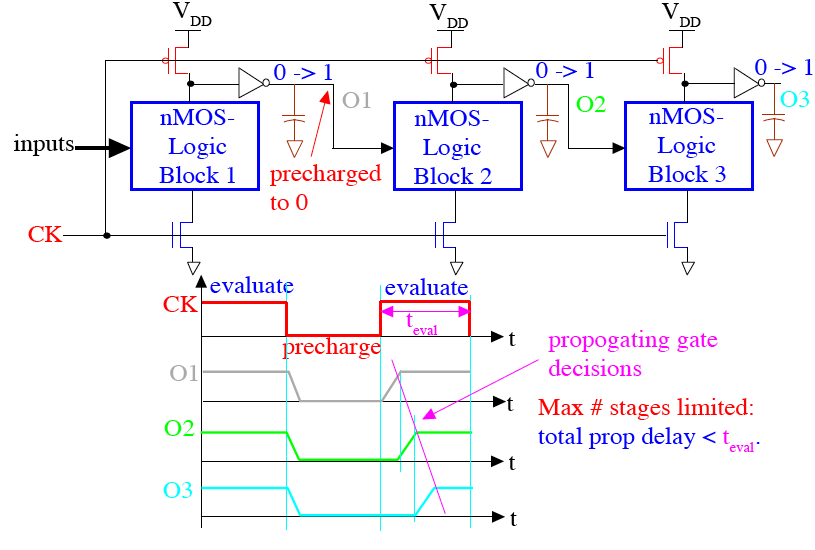 VDD
VDD
VDD
0 -> 1
0 -> 1
0 -> 1
O1
O2
O3
nMOS-
Logic
Block 1
nMOS-
Logic
Block 2
nMOS-
Logic
Block 3
inputs
precharged
to 0
CK
evaluate
evaluate
CK
teval
t
precharge
propogating gate
decisions
O1
t
Max # stages limited:
total prop delay < teval.
O2
t
O3
t